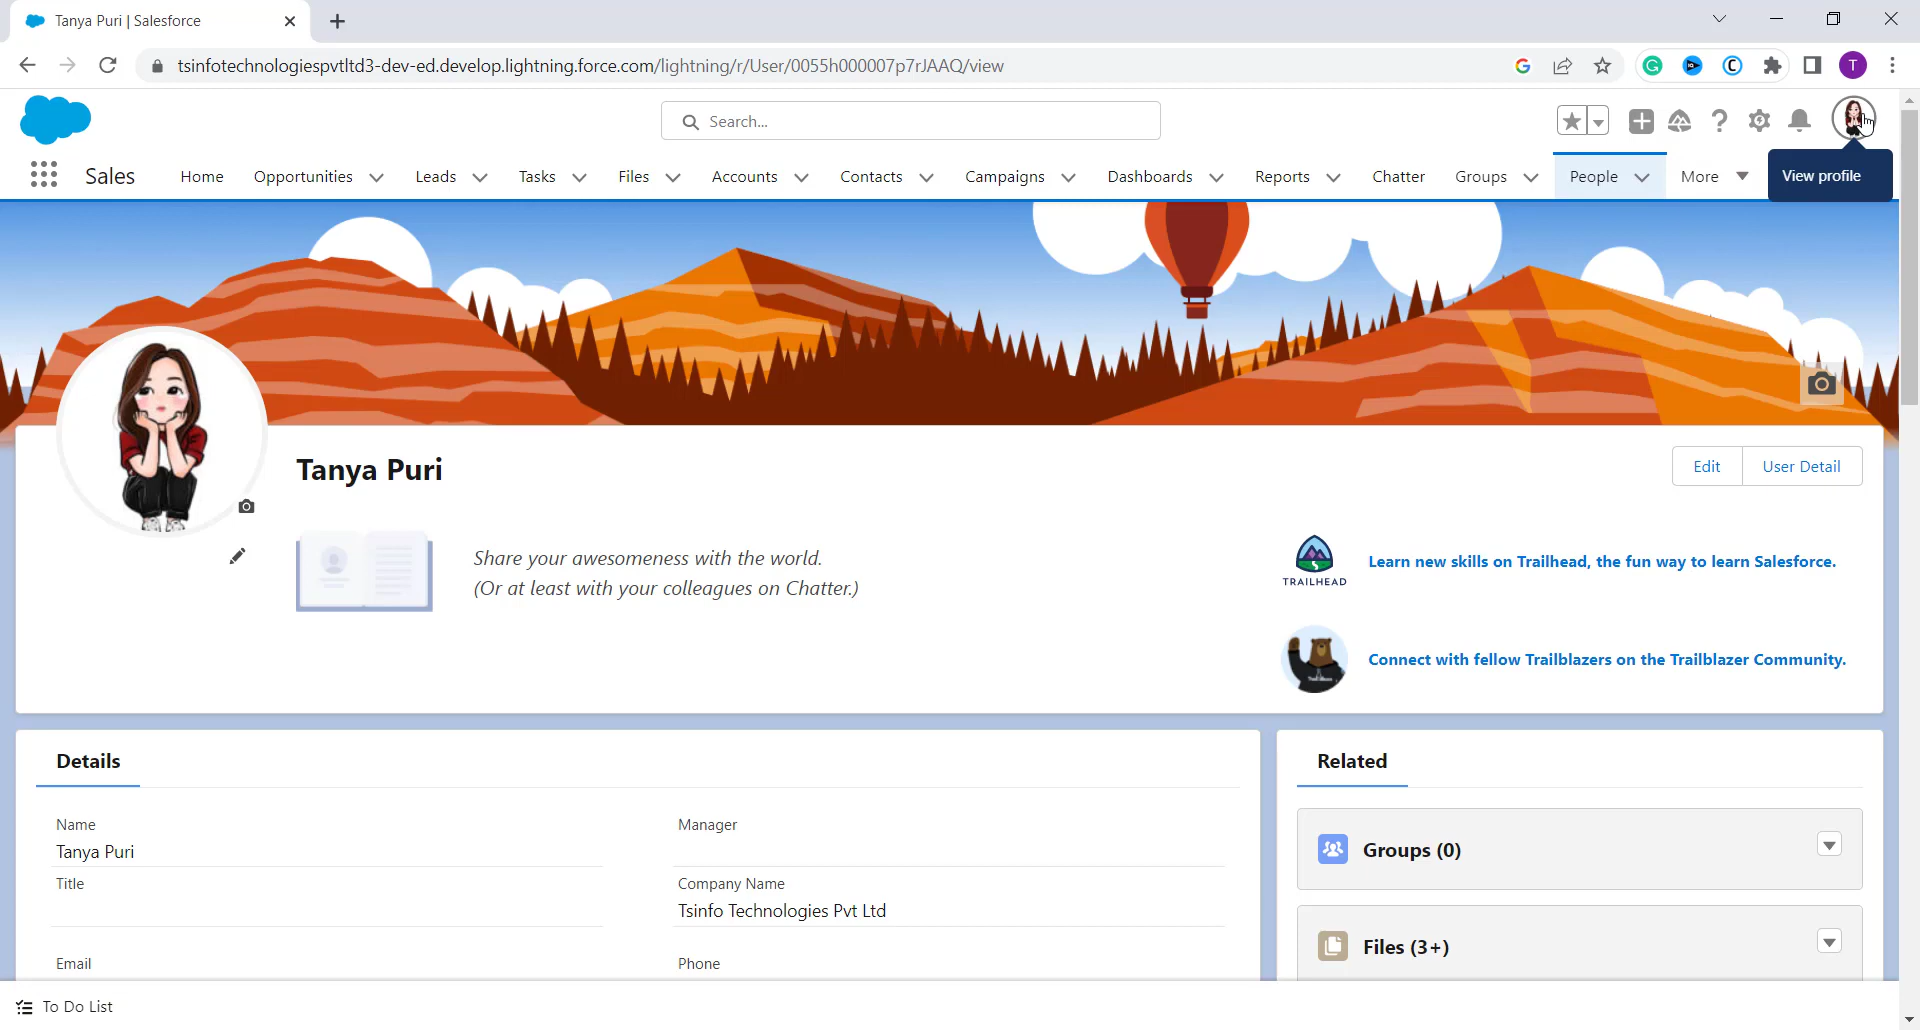 Tanya Puri | Salesforce
tsinfotechnologiespvtltd3-dev-ed.develop.lightning.force.com/lightning/r/User/0055h000007p7rJAAQ/view
T
Search...
Sales
Home
Opportunities
Leads
Tasks
Files
Accounts
Contacts
Campaigns
Dashboards
Reports
Chatter
Groups
People
More
View profile
Tanya Puri
Edit
User Detail
Share your awesomeness with the world.
(Or at least with your colleagues on Chatter.)
TRAILHEAD
Learn new skills on Trailhead, the fun way to learn Salesforce.
Connect with fellow Trailblazers on the Trailblazer Community.
Details
Name
Tanya Puri
Manager
Title
Company Name
Tsinfo Technologies Pvt Ltd
Email
Phone
Related
Groups (0)
Files (3+)
To Do List